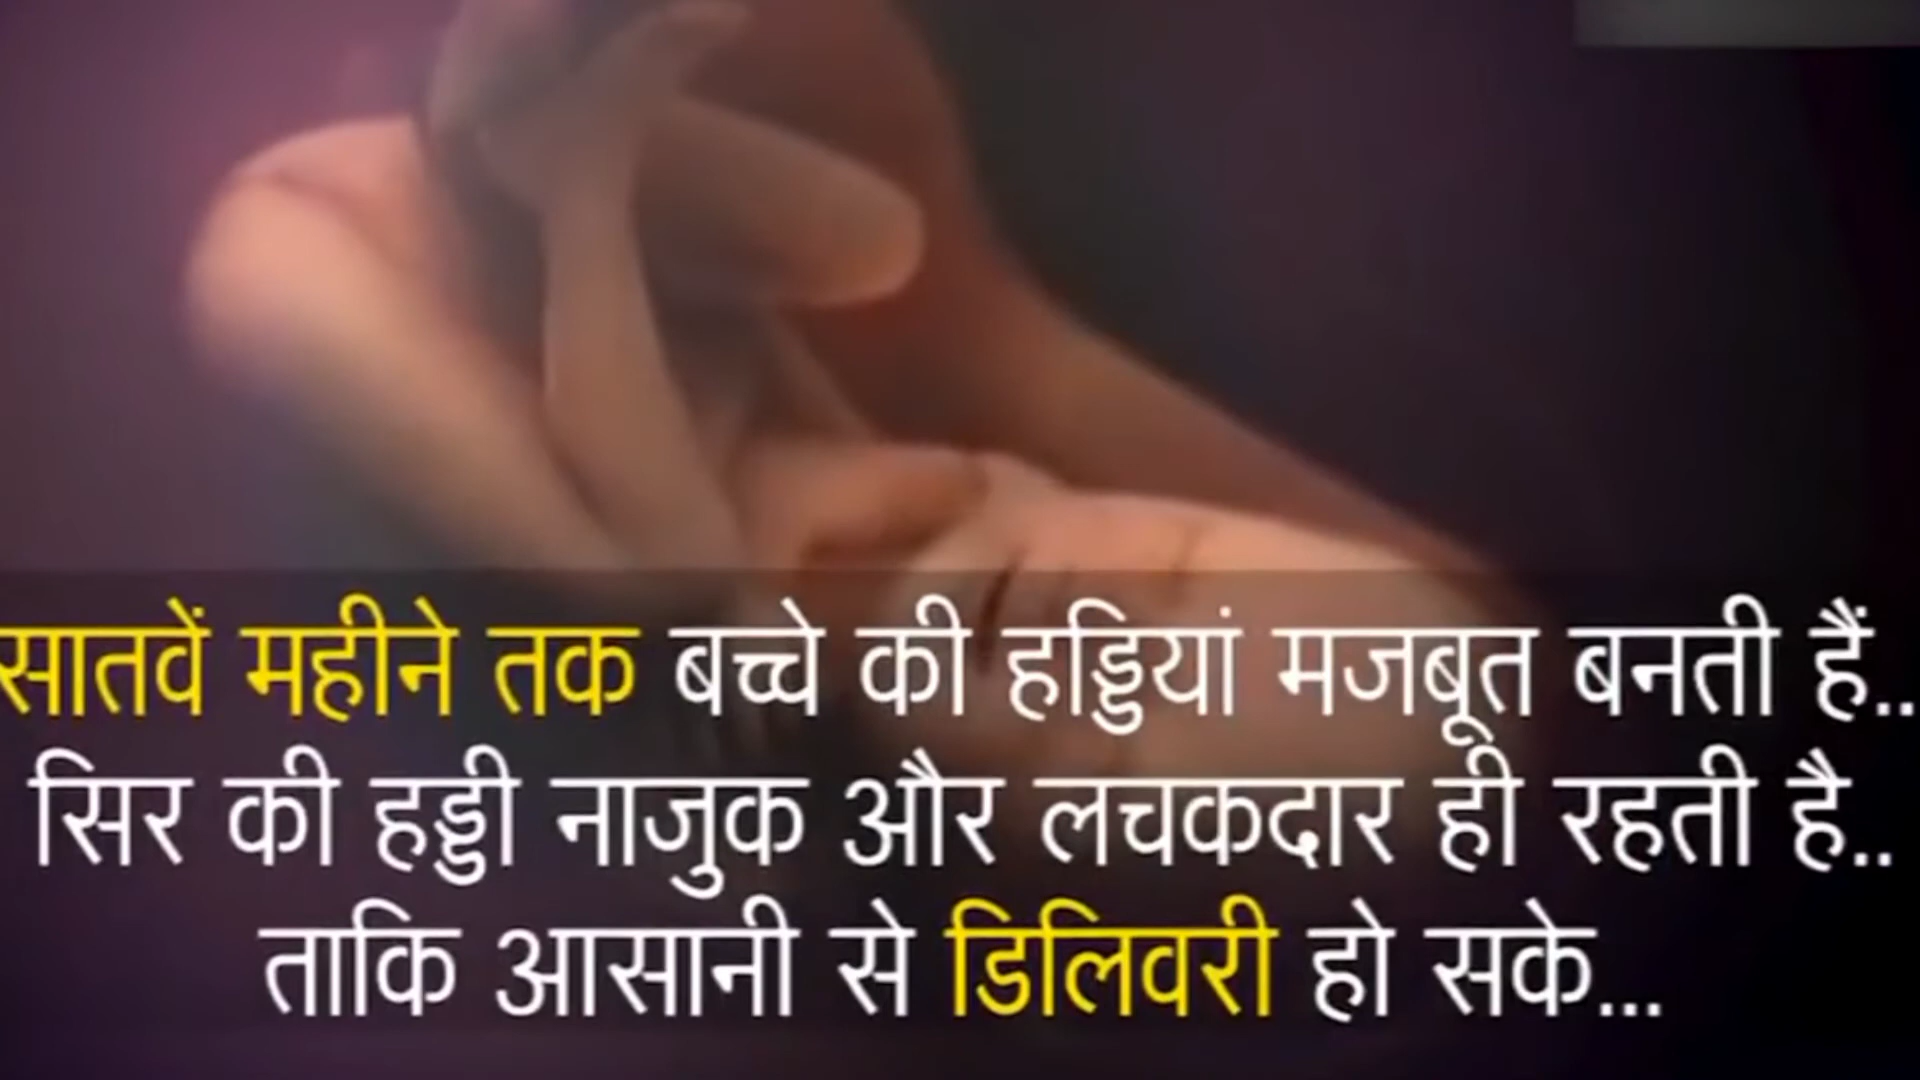 सातवें महीने तक बच्चे की हड्डियां मजबूत बनती हैं..
सिर की हड्डी नाजुक और लचकदार ही रहती है..
ताकि आसानी से डिलिवरी हो सके...